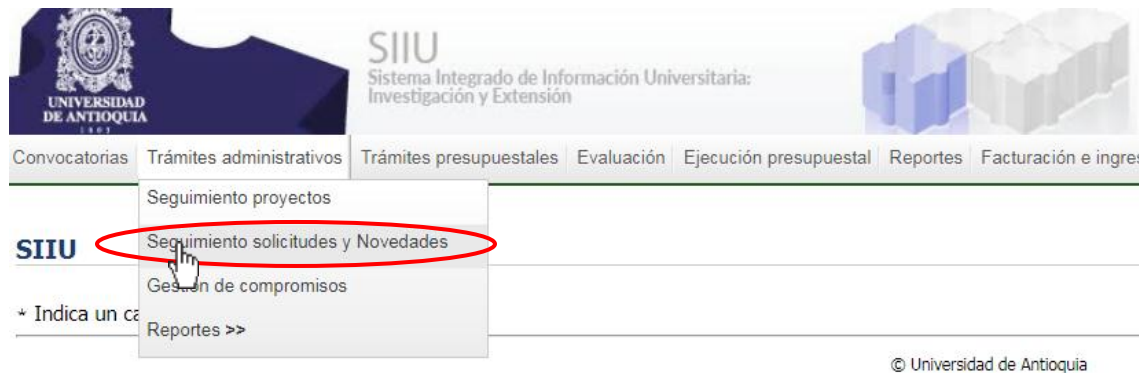 UNIVERSIDAD
DE ANTIOQUIA
1803
SIIU
Sistema Integrado de Información Universitaria:
Investigación y Extensión
Convocatorias Trámites administrativos Trámites presupuestales Evaluación Ejecución presupuestal Reportes Facturación e ingre
Seguimiento proyectos
Seguimiento solicitudes y Novedades
Gestión de compromisos
Reportes >>
SIIU
* Indica un ca
© Universidad de Antioquia